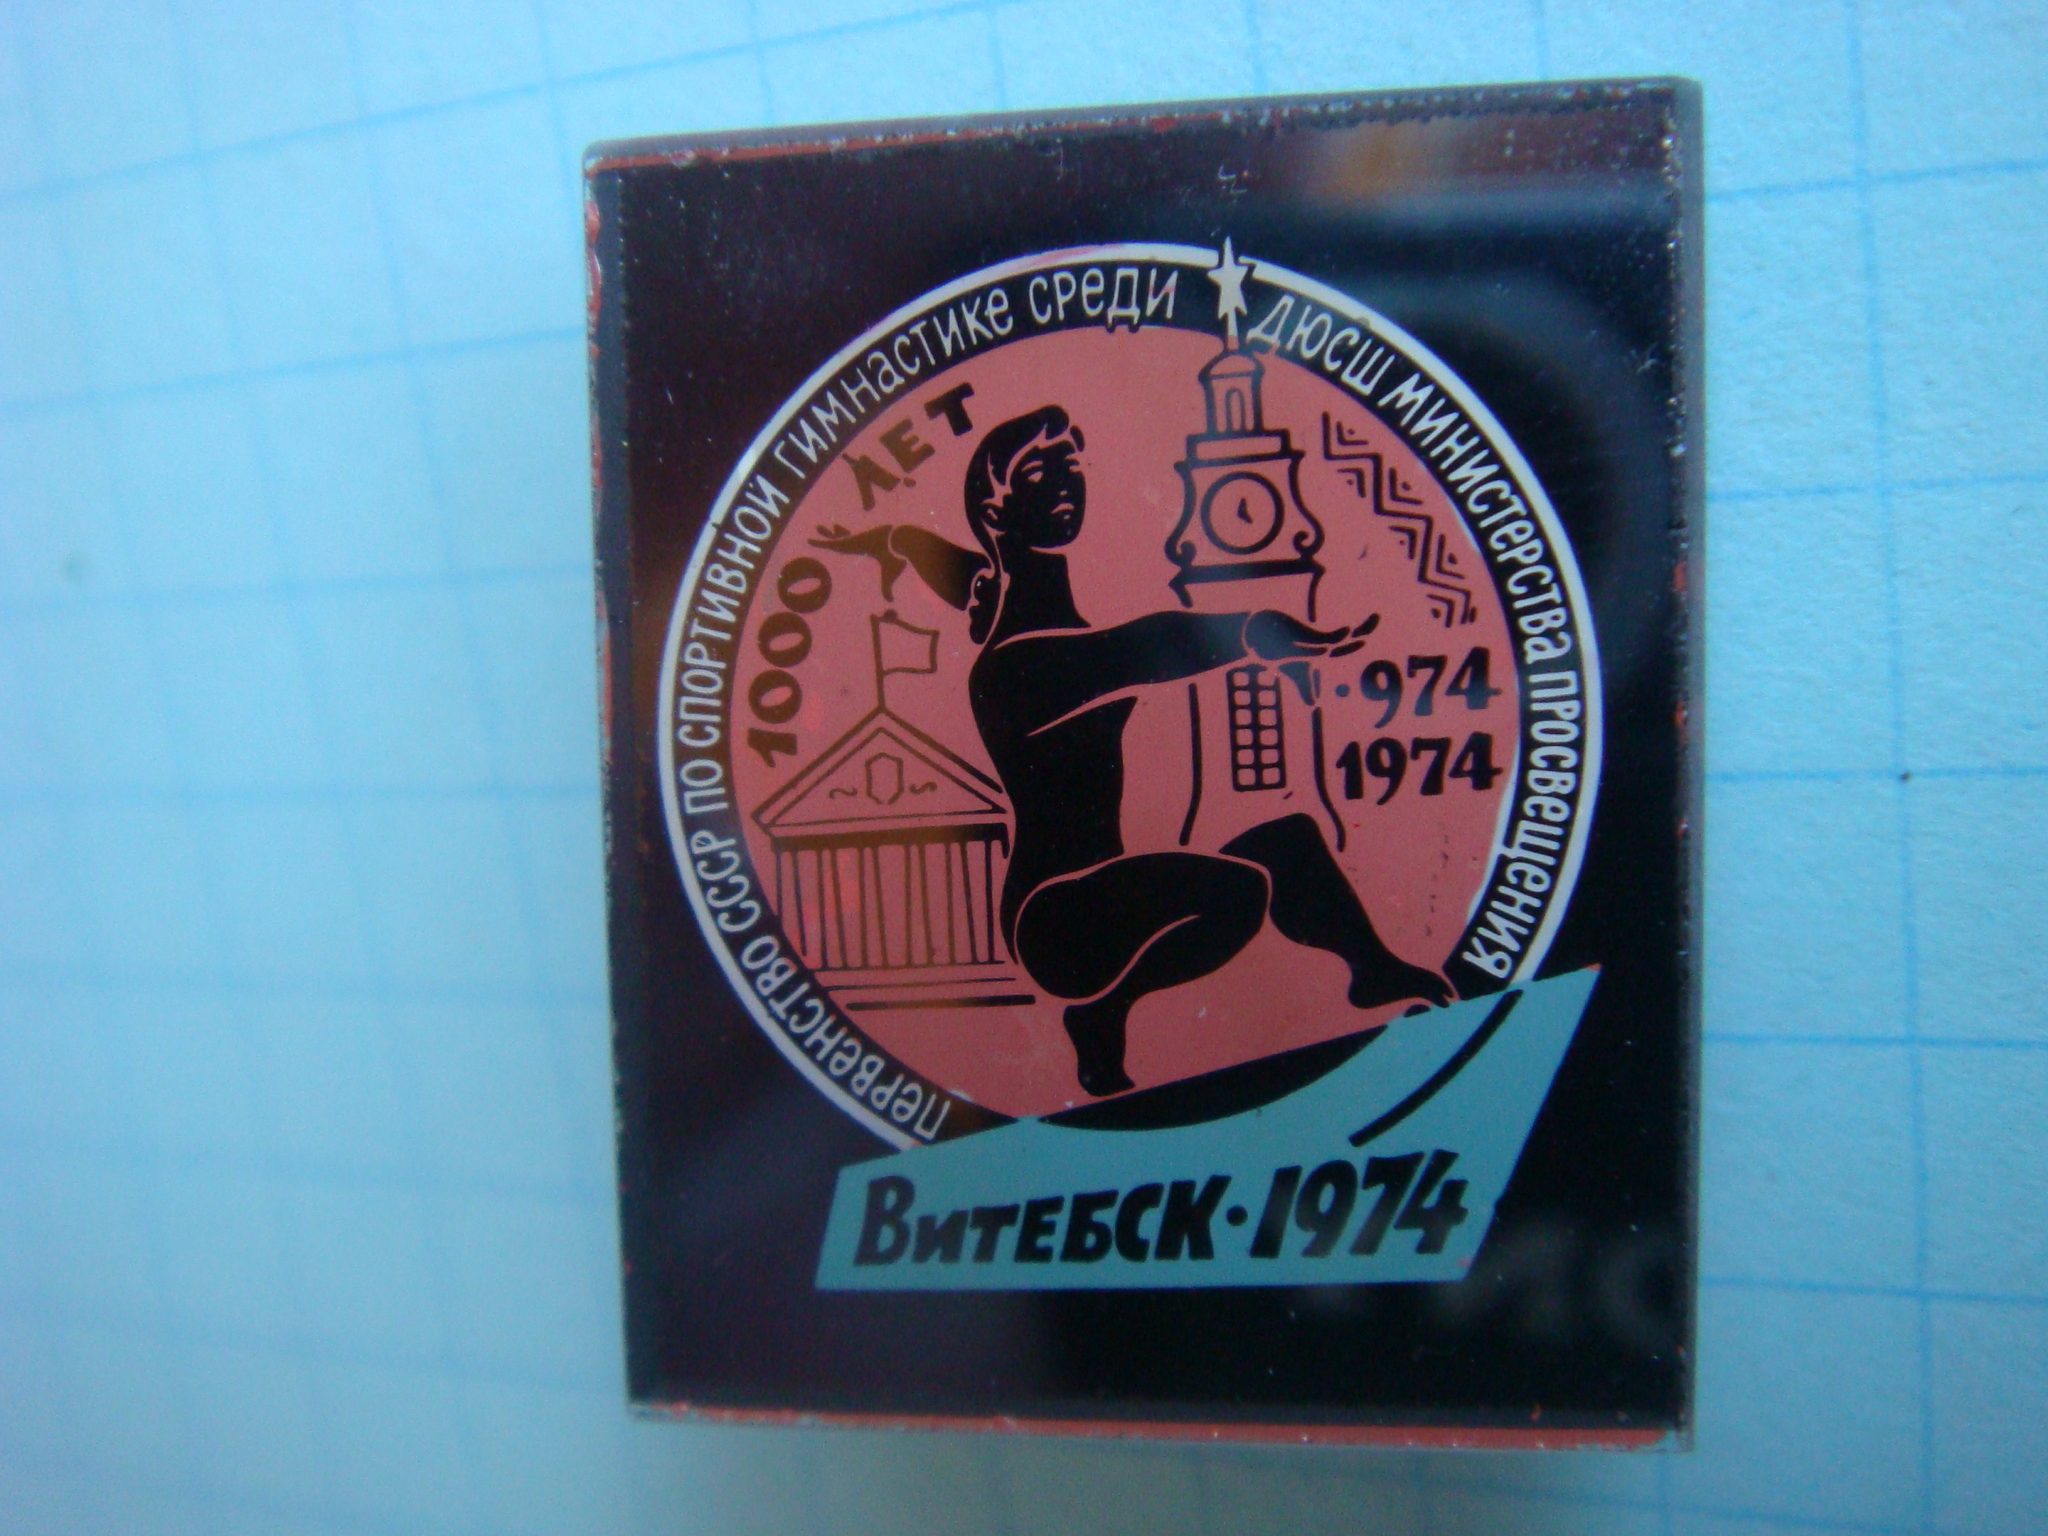 Первенство СССР по спортивной гимнастике среди ДЮСШ Министерства просвещения
1000 ЛЕТ
·974
1974
Витебск·1974